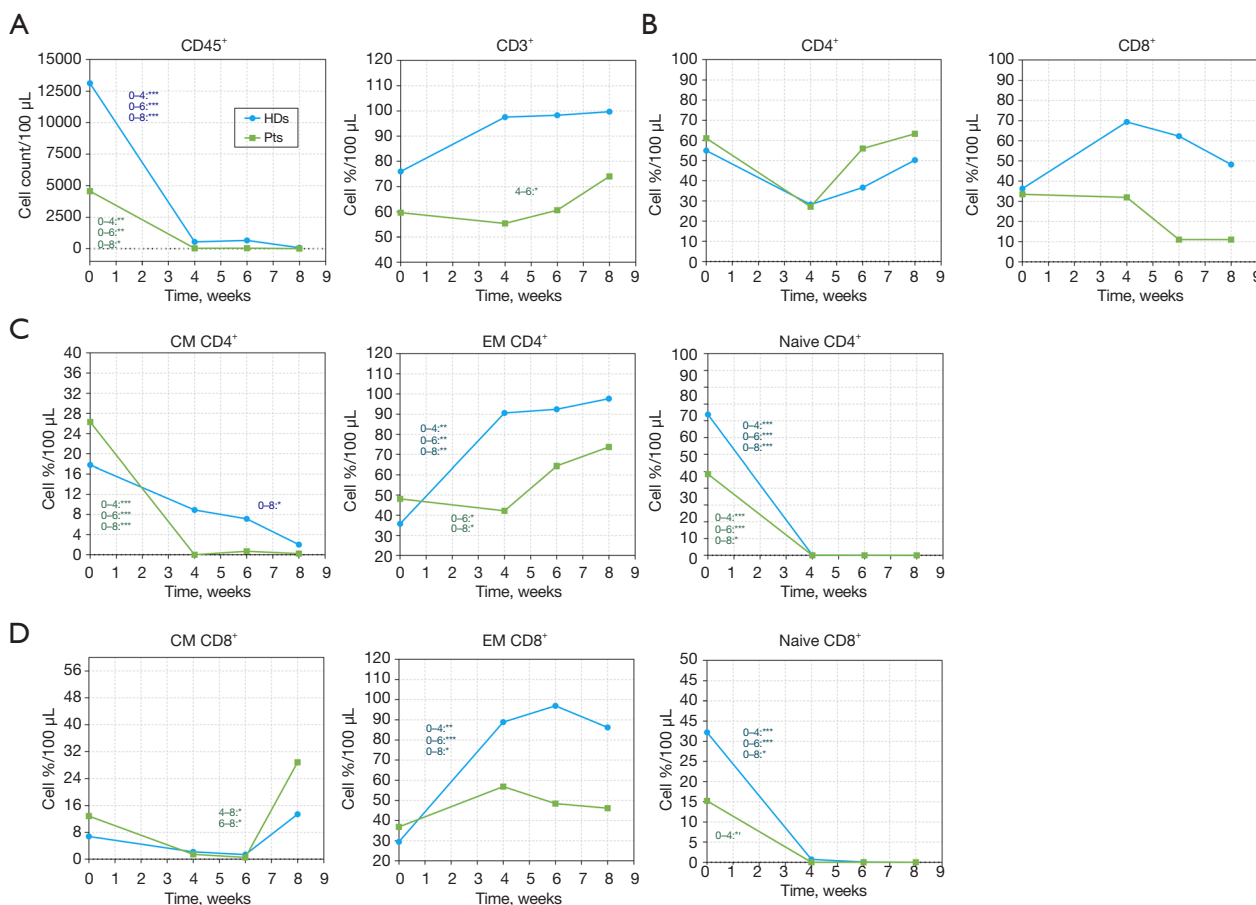 A
CD45⁺
Cell count/100 μL
15000
12500
10000
7500
5000
2500
0
0–4:***
0–6:***
0–8:***
HDs
Pts
0–4:**
0–6:**
0–8:*
0 1 2 3 4 5 6 7 8 9
Time, weeks
CD3⁺
Cell %/100 μL
120
110
100
90
80
70
60
50
40
4–6:*
0 1 2 3 4 5 6 7 8 9
Time, weeks
B
CD4⁺
Cell %/100 μL
100
90
80
70
60
50
40
30
20
10
0
0 1 2 3 4 5 6 7 8 9
Time, weeks
CD8⁺
Cell %/100 μL
100
90
80
70
60
50
40
30
20
10
0
0 1 2 3 4 5 6 7 8 9
Time, weeks
C
CM CD4⁺
Cell %/100 μL
40
36
32
28
24
20
16
12
8
4
0
0–4:***
0–6:***
0–8:***
0–8:*
0 1 2 3 4 5 6 7 8 9
Time, weeks
EM CD4⁺
Cell %/100 μL
120
110
100
90
80
70
60
50
40
30
20
0–4:**
0–6:**
0–8:**
0–6:*
0–8:*
0 1 2 3 4 5 6 7 8 9
Time, weeks
Naive CD4⁺
Cell %/100 μL
100
90
80
70
70
60
50
40
30
20
10
0
0–4:***
0–6:***
0–8:***
0–4:***
0–6:***
0–8:*
0 1 2 3 4 5 6 7 8 9
Time, weeks
D
CM CD8⁺
Cell %/100 μL
56
48
40
32
24
16
8
0
4–8:*
6–8:*
0 1 2 3 4 5 6 7 8 9
Time, weeks
EM CD8⁺
Cell %/100 μL
120
110
100
90
80
70
60
50
40
30
20
0–4:**
0–6:***
0–8:*
0 1 2 3 4 5 6 7 8 9
Time, weeks
Naive CD8⁺
Cell %/100 μL
50
45
40
35
30
25
20
15
10
5
0
0–4:***
0–6:***
0–8:*
0–4:*'
0 1 2 3 4 5 6 7 8 9
Time, weeks